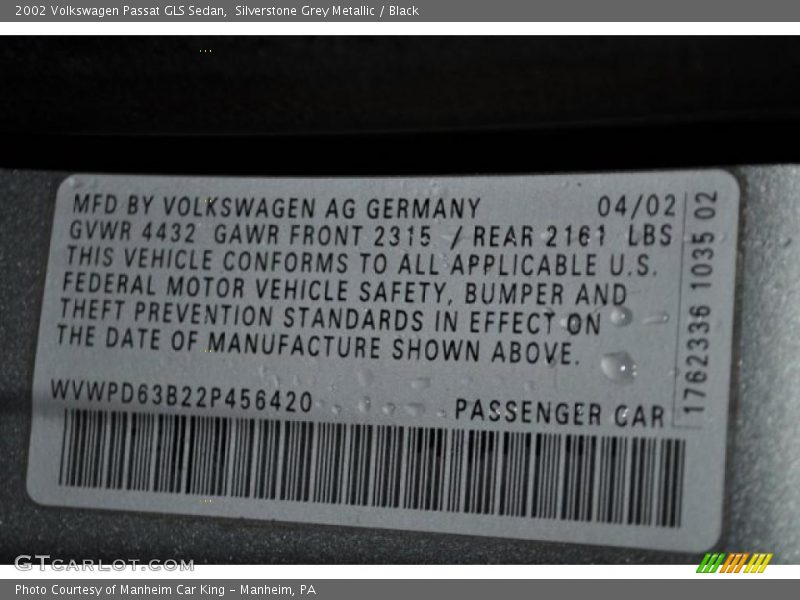 2002 Volkswagen Passat GLS Sedan,  Silverstone Grey Metallic / Black
MFD BY VOLKSWAGEN AG GERMANY 04/02
GVWR 4432 GAWR FRONT 2315 / REAR 2161 LBS
THIS VEHICLE CONFORMS TO ALL APPLICABLE U.S.
FEDERAL MOTOR VEHICLE SAFETY, BUMPER AND
THEFT PREVENTION STANDARDS IN EFFECT ON
THE DATE OF MANUFACTURE SHOWN ABOVE.
WVWPD63B22P456420 PASSENGER CAR
1762336 1035 02
GTCARLOT.COM
Photo Courtesy of Manheim Car King - Manheim, PA